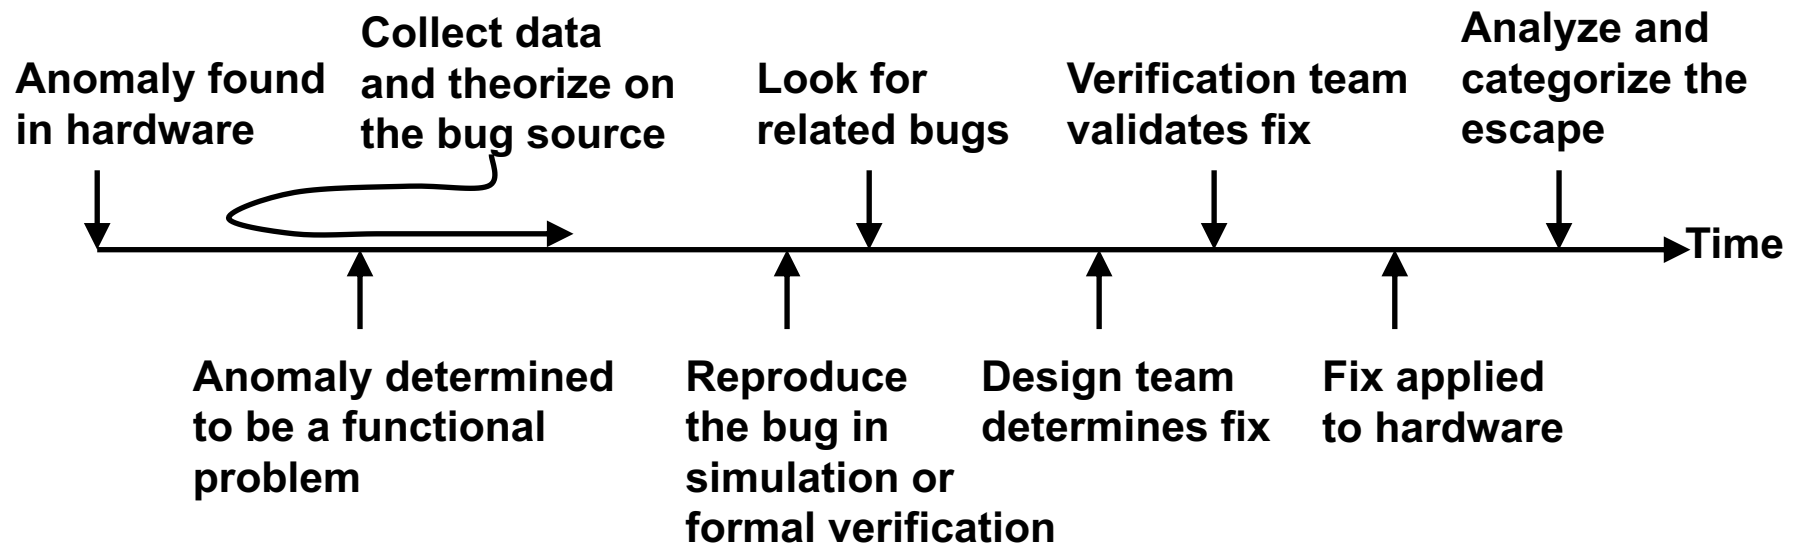 Anomaly found
in hardware
Collect data
and theorize on
the bug source
Look for
related bugs
Verification team
validates fix
Analyze and
categorize the
escape
Time
Anomaly determined
to be a functional
problem
Reproduce
the bug in
simulation or
formal verification
Design team
determines fix
Fix applied
to hardware